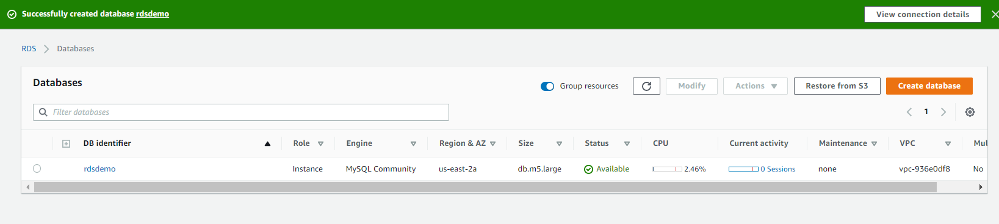 Successfully created database rdsdemo
View connection details
RDS > Databases
Databases
Group resources
Modify
Actions
Restore from S3
Create database
Filter databases
1
DB identifier Role Engine Region & AZ Size Status CPU Current activity Maintenance VPC Mul
rdsdemo Instance MySQL Community us-east-2a db.m5.large Available 2.46% 0 Sessions none vpc-936e0df8 No